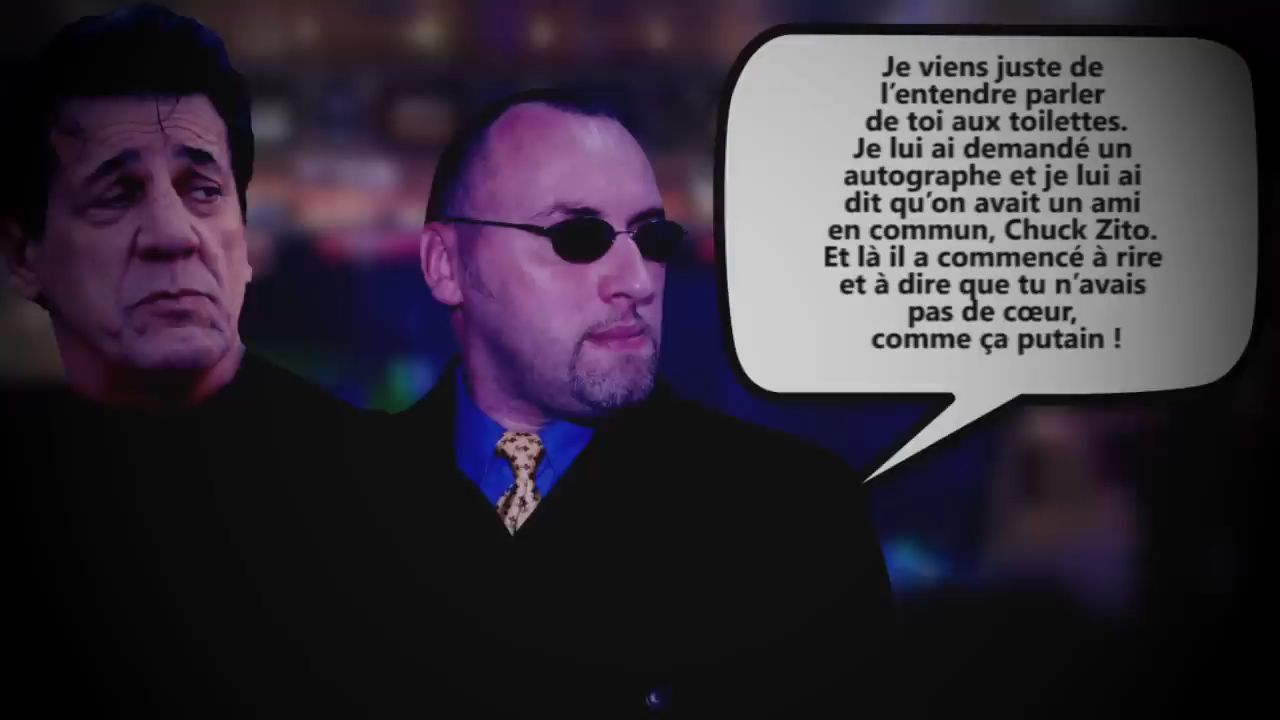 Je viens juste de
l’entendre parler
de toi aux toilettes.
Je lui ai demandé un
autographe et je lui ai
dit qu’on avait un ami
en commun, Chuck Zito.
Et là il a commencé à rire
et à dire que tu n’avais
pas de cœur,
comme ça putain !